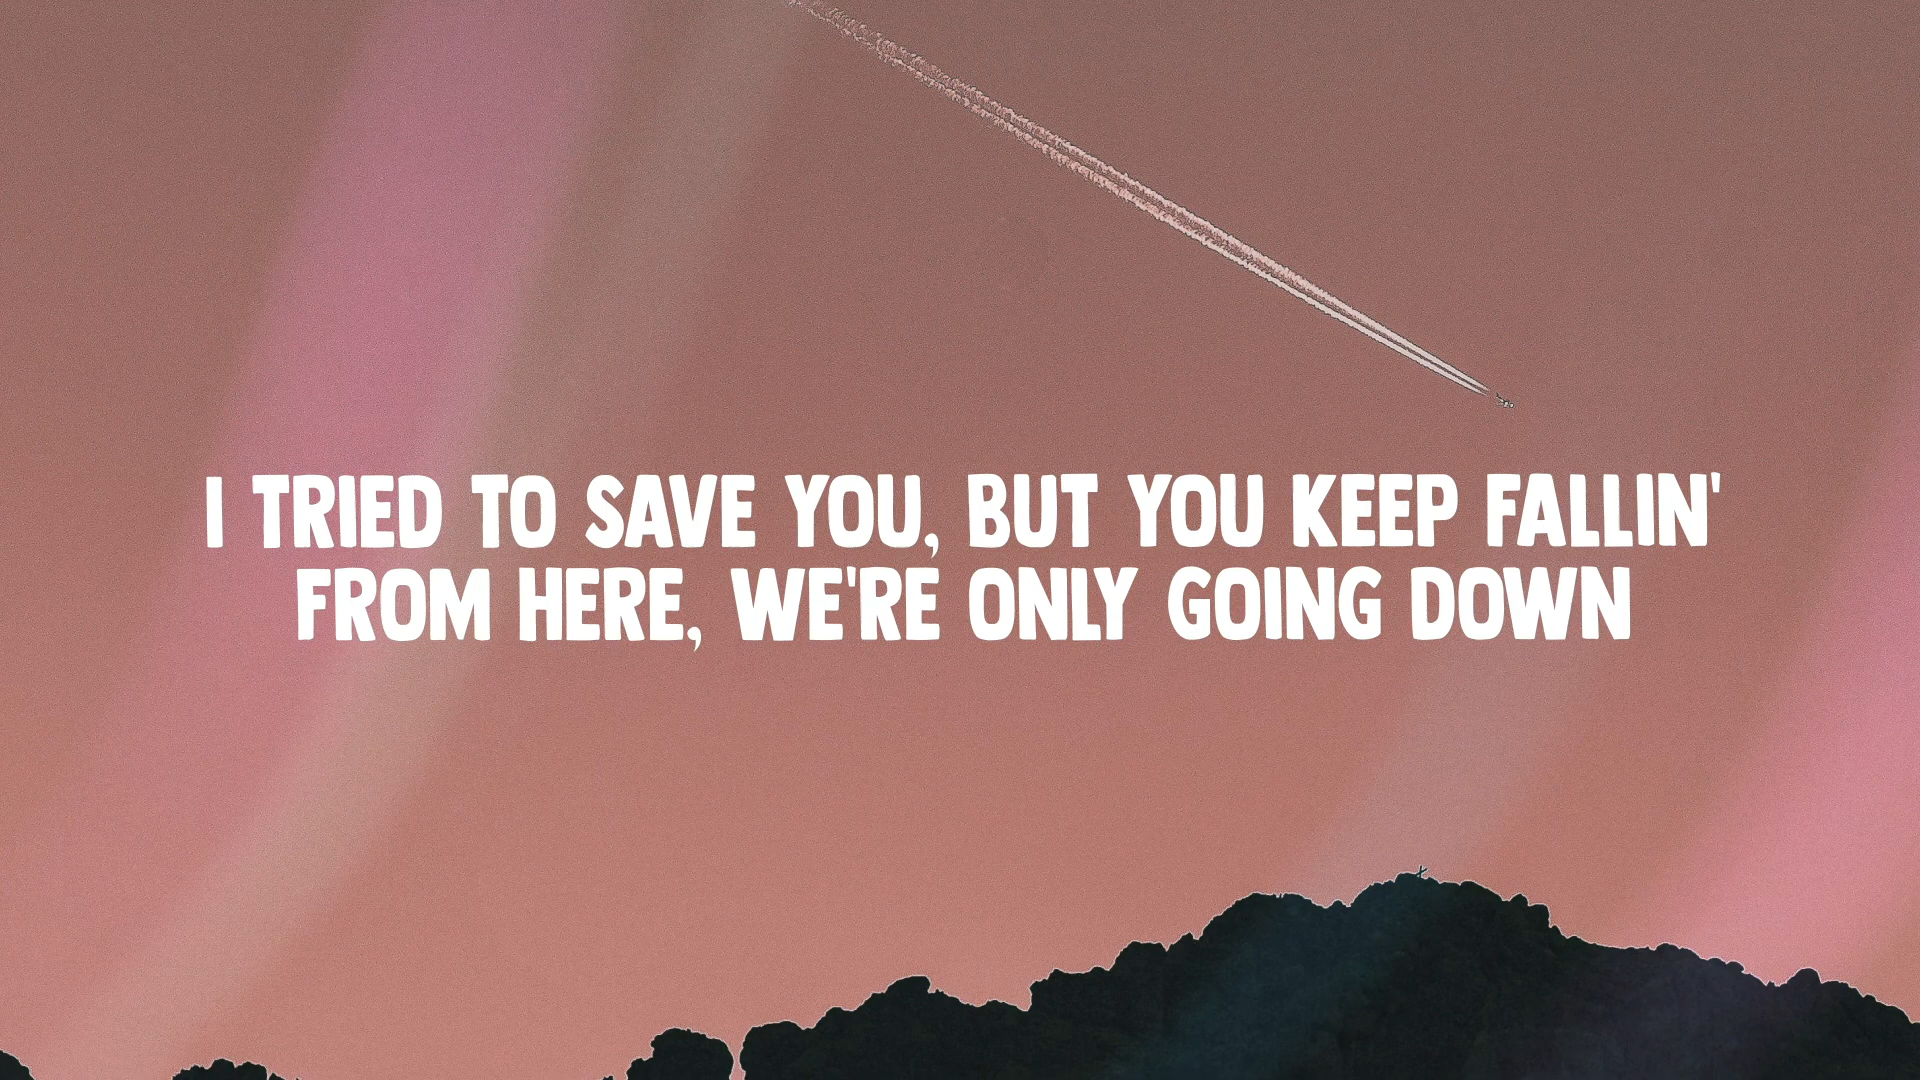 I TRIED TO SAVE YOU, BUT YOU KEEP FALLIN'
FROM HERE, WE'RE ONLY GOING DOWN